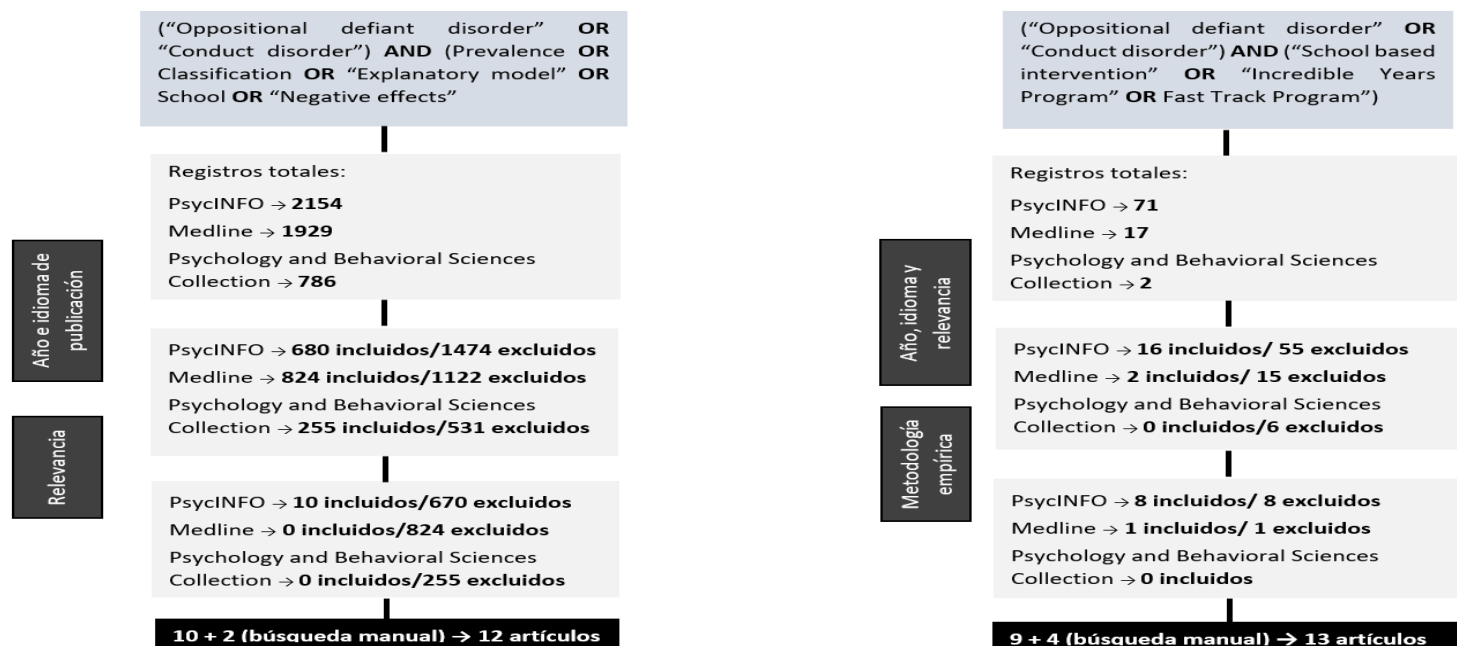 (“Oppositional defiant disorder” OR
“Conduct disorder”) AND (Prevalence OR
Classification OR “Explanatory model” OR
School OR “Negative effects”
Registros totales:
PsycINFO → 2154
Medline → 1929
Psychology and Behavioral Sciences
Collection → 786
Año e idioma de
publicación
PsycINFO → 680 incluidos/1474 excluidos
Medline → 824 incluidos/1122 excluidos
Psychology and Behavioral Sciences
Collection → 255 incluidos/531 excluidos
Relevancia
PsycINFO → 10 incluidos/670 excluidos
Medline → 0 incluidos/824 excluidos
Psychology and Behavioral Sciences
Collection → 0 incluidos/255 excluidos
10 + 2 (búsqueda manual) → 12 artículos
(“Oppositional defiant disorder” OR
“Conduct disorder”) AND (“School based
intervention” OR “Incredible Years
Program” OR Fast Track Program”)
Registros totales:
PsycINFO → 71
Medline → 17
Psychology and Behavioral Sciences
Collection → 2
Año, idioma y
relevancia
PsycINFO → 16 incluidos/ 55 excluidos
Medline → 2 incluidos/ 15 excluidos
Psychology and Behavioral Sciences
Collection → 0 incluidos/6 excluidos
Metodología
empírica
PsycINFO → 8 incluidos/ 8 excluidos
Medline → 1 incluidos/ 1 excluidos
Psychology and Behavioral Sciences
Collection → 0 incluidos
9 + 4 (búsqueda manual) → 13 artículos